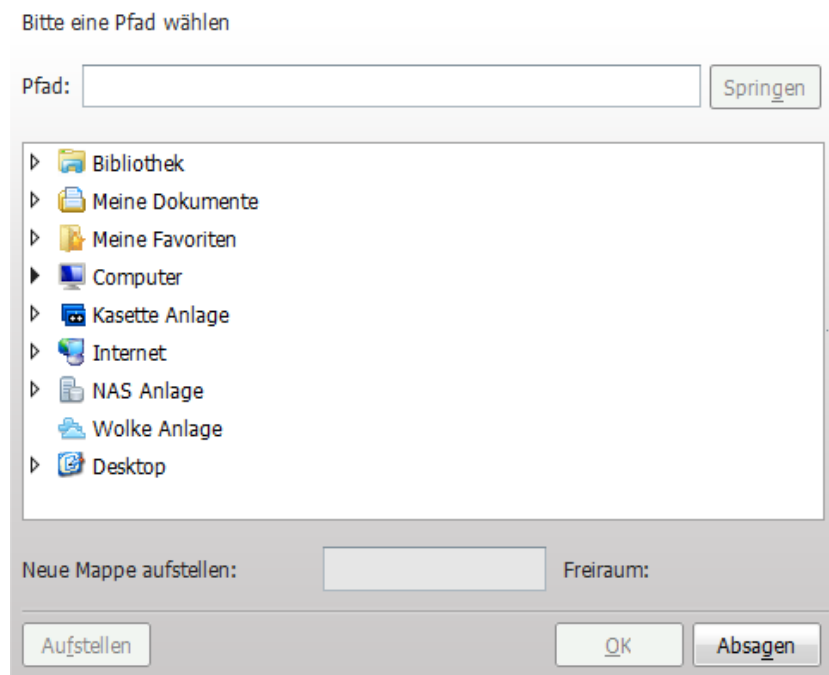 Bitte eine Pfad wählen
Pfad: Springen
Bibliothek
Meine Dokumente
Meine Favoriten
Computer
Kasette Anlage
Internet
NAS Anlage
Wolke Anlage
Desktop
Neue Mappe aufstellen: Freiraum:
Aufstellen OK Absagen